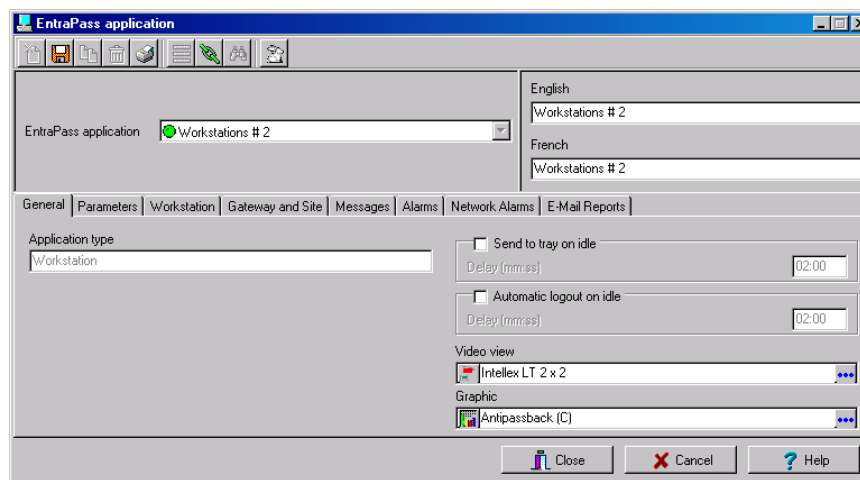 EntraPass application
English
Workstations # 2
EntraPass application
Workstations # 2
French
Workstations # 2
General
Parameters
Workstation
Gateway and Site
Messages
Alarms
Network Alarms
E-Mail Reports
Application type
Workstation
Send to tray on idle
Delay (mm:ss)
02:00
Automatic logout on idle
Delay (mm:ss)
02:00
Video view
Intellex LT 2 x 2
Graphic
Antipassback (C)
Close
Cancel
Help